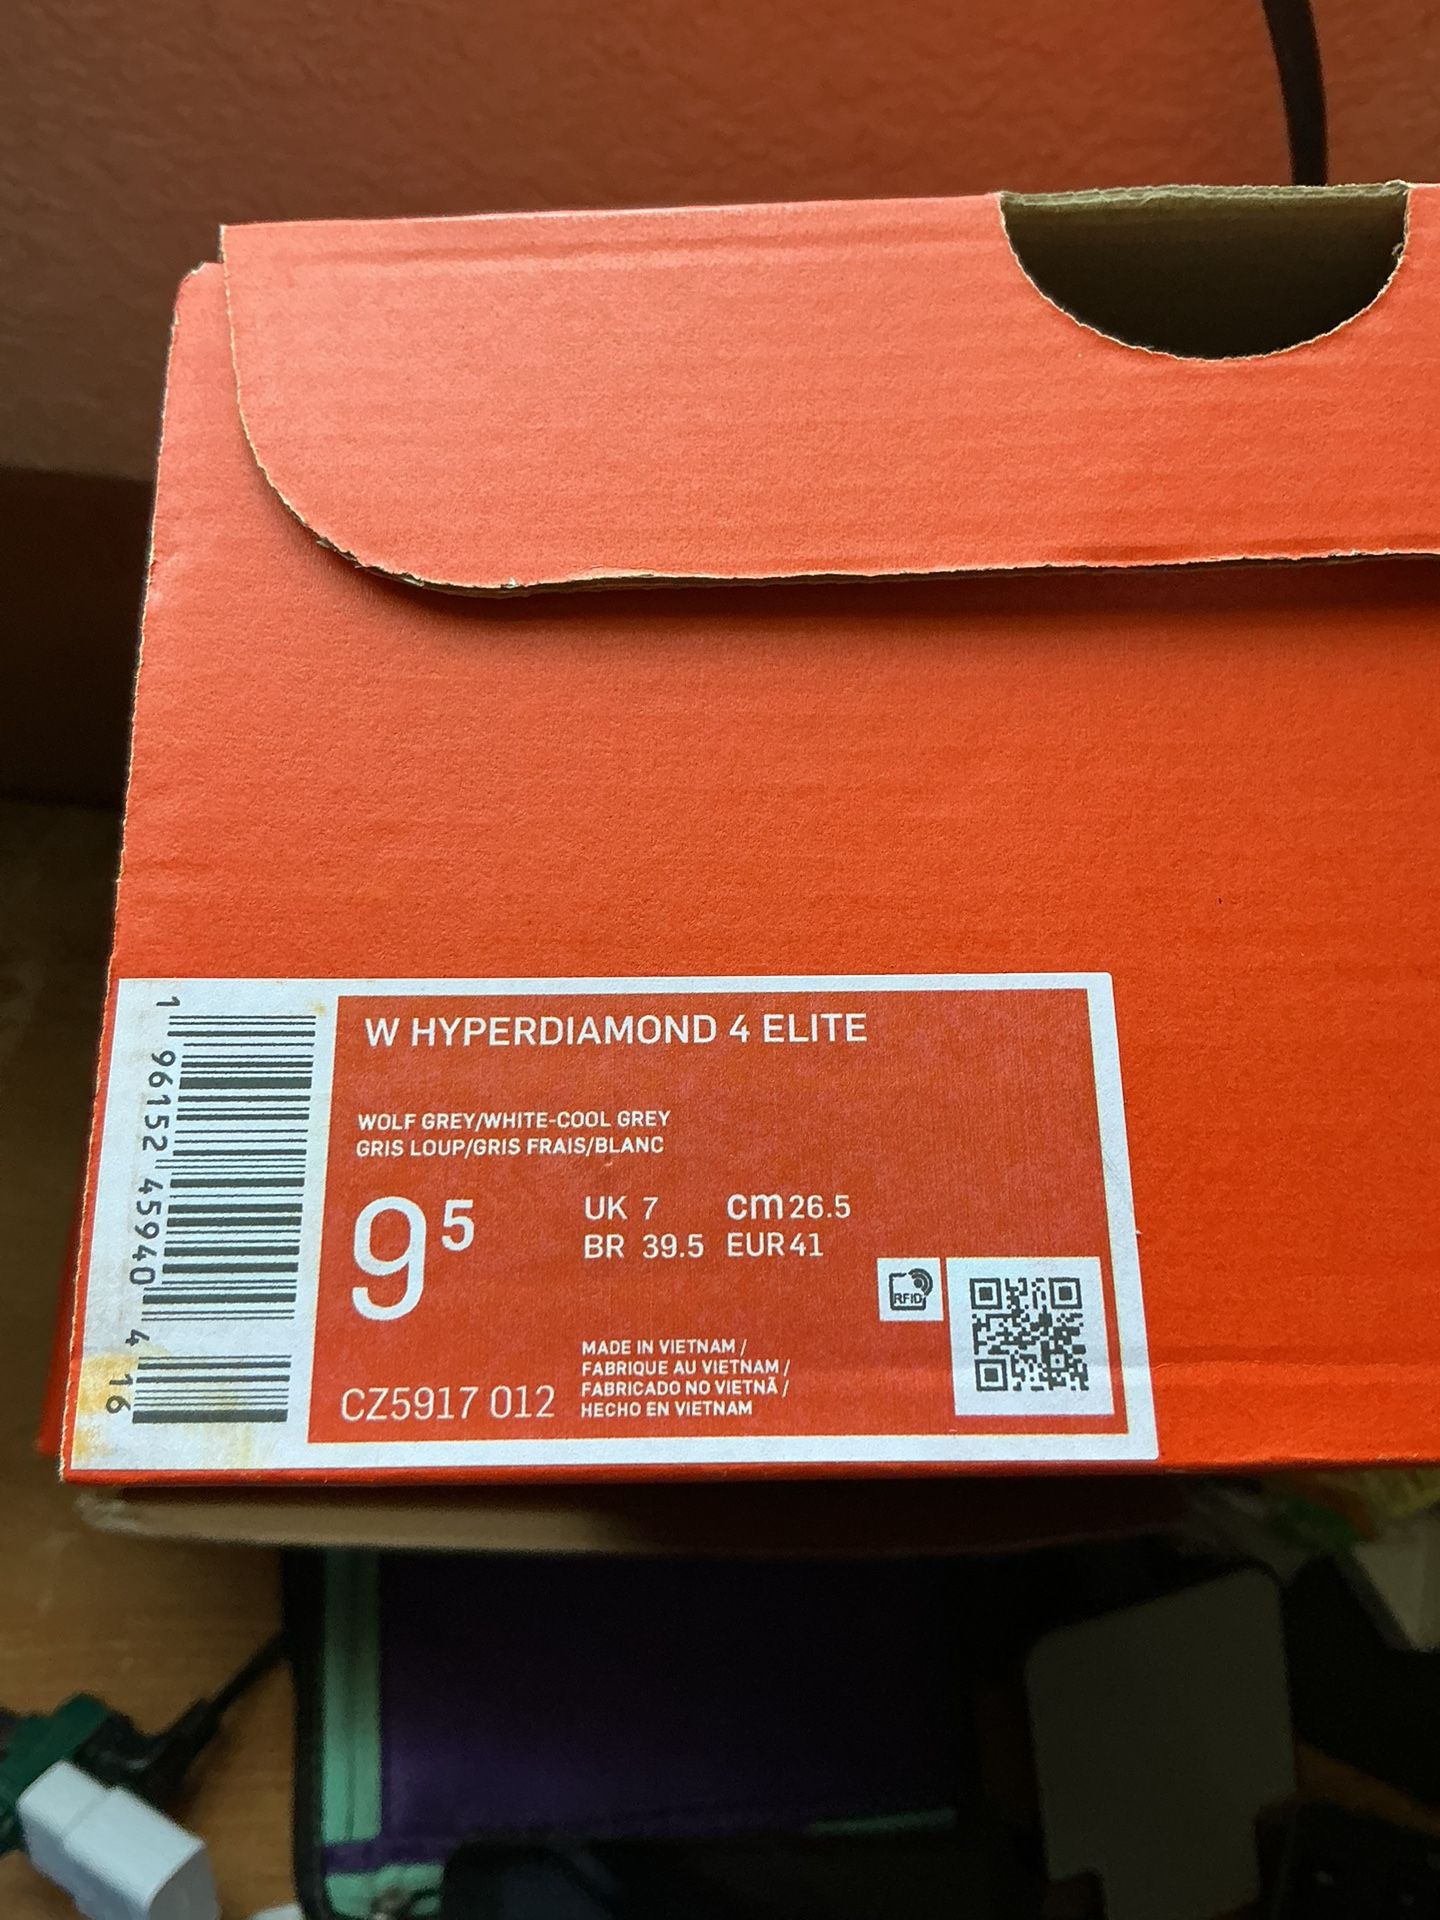 W HYPERDIAMOND 4 ELITE
WOLF GREY/WHITE-COOL GREY
GRIS LOUP/GRIS FRAIS/BLANC
9 5
UK 7 cm 26.5
BR 39.5 EUR 41
RFID
MADE IN VIETNAM /
FABRIQUE AU VIETNAM /
FABRICADO NO VIETNÃ /
HECHO EN VIETNAM
CZ5917 012
1 96152 45940 4 16